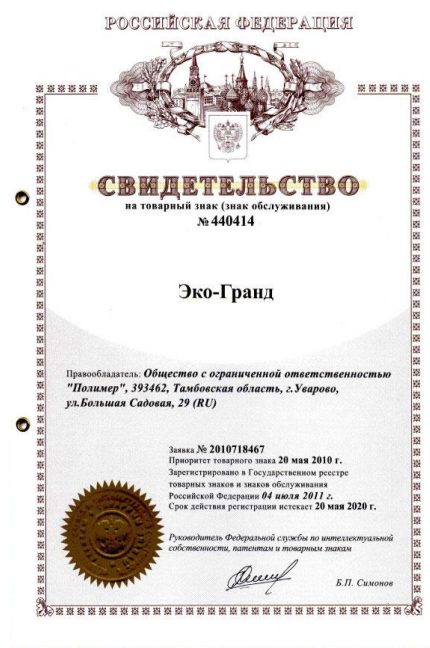 РОССИЙСКАЯ ФЕДЕРАЦИЯ
СВИДЕТЕЛЬСТВО
на товарный знак (знак обслуживания)
№ 440414
Эко-Гранд
Правообладатель: Общество с ограниченной ответственностью
"Полимер", 393462, Тамбовская область, г.Уварово,
ул.Большая Садовая, 29 (RU)
Заявка № 2010718467
Приоритет товарного знака 20 мая 2010 г.
Зарегистрировано в Государственном реестре
товарных знаков и знаков обслуживания
Российской Федерации 04 июля 2011 г.
Срок действия регистрации истекает 20 мая 2020 г.
Руководитель Федеральной службы по интеллектуальной
собственности, патентам и товарным знакам
Б.П. Симонов